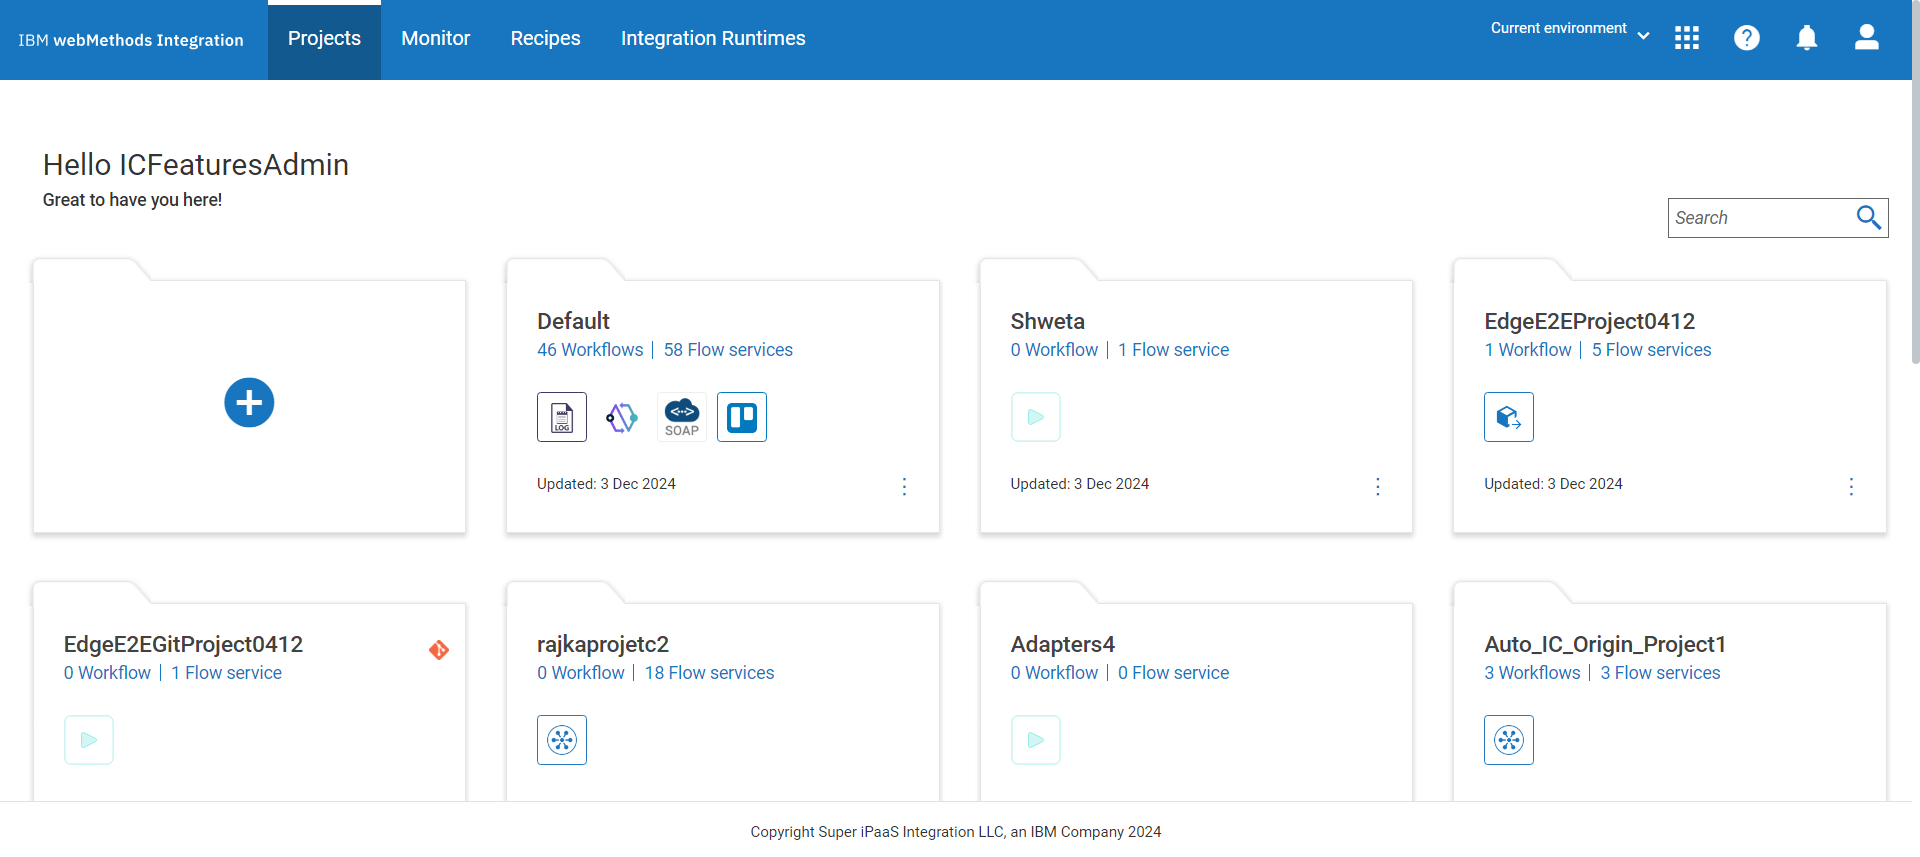 IBM webMethods Integration
Projects
Monitor
Recipes
Integration Runtimes
Current environment
Hello ICFeaturesAdmin
Great to have you here!
Search
Default
46 Workflows | 58 Flow services
LOG
SOAP
Updated: 3 Dec 2024
Shweta
0 Workflow | 1 Flow service
Updated: 3 Dec 2024
EdgeE2EProject0412
1 Workflow | 5 Flow services
Updated: 3 Dec 2024
EdgeE2EGitProject0412
0 Workflow | 1 Flow service
rajkaprojetc2
0 Workflow | 18 Flow services
Adapters4
0 Workflow | 0 Flow service
Auto_IC_Origin_Project1
3 Workflows | 3 Flow services
Copyright Super iPaaS Integration LLC, an IBM Company 2024